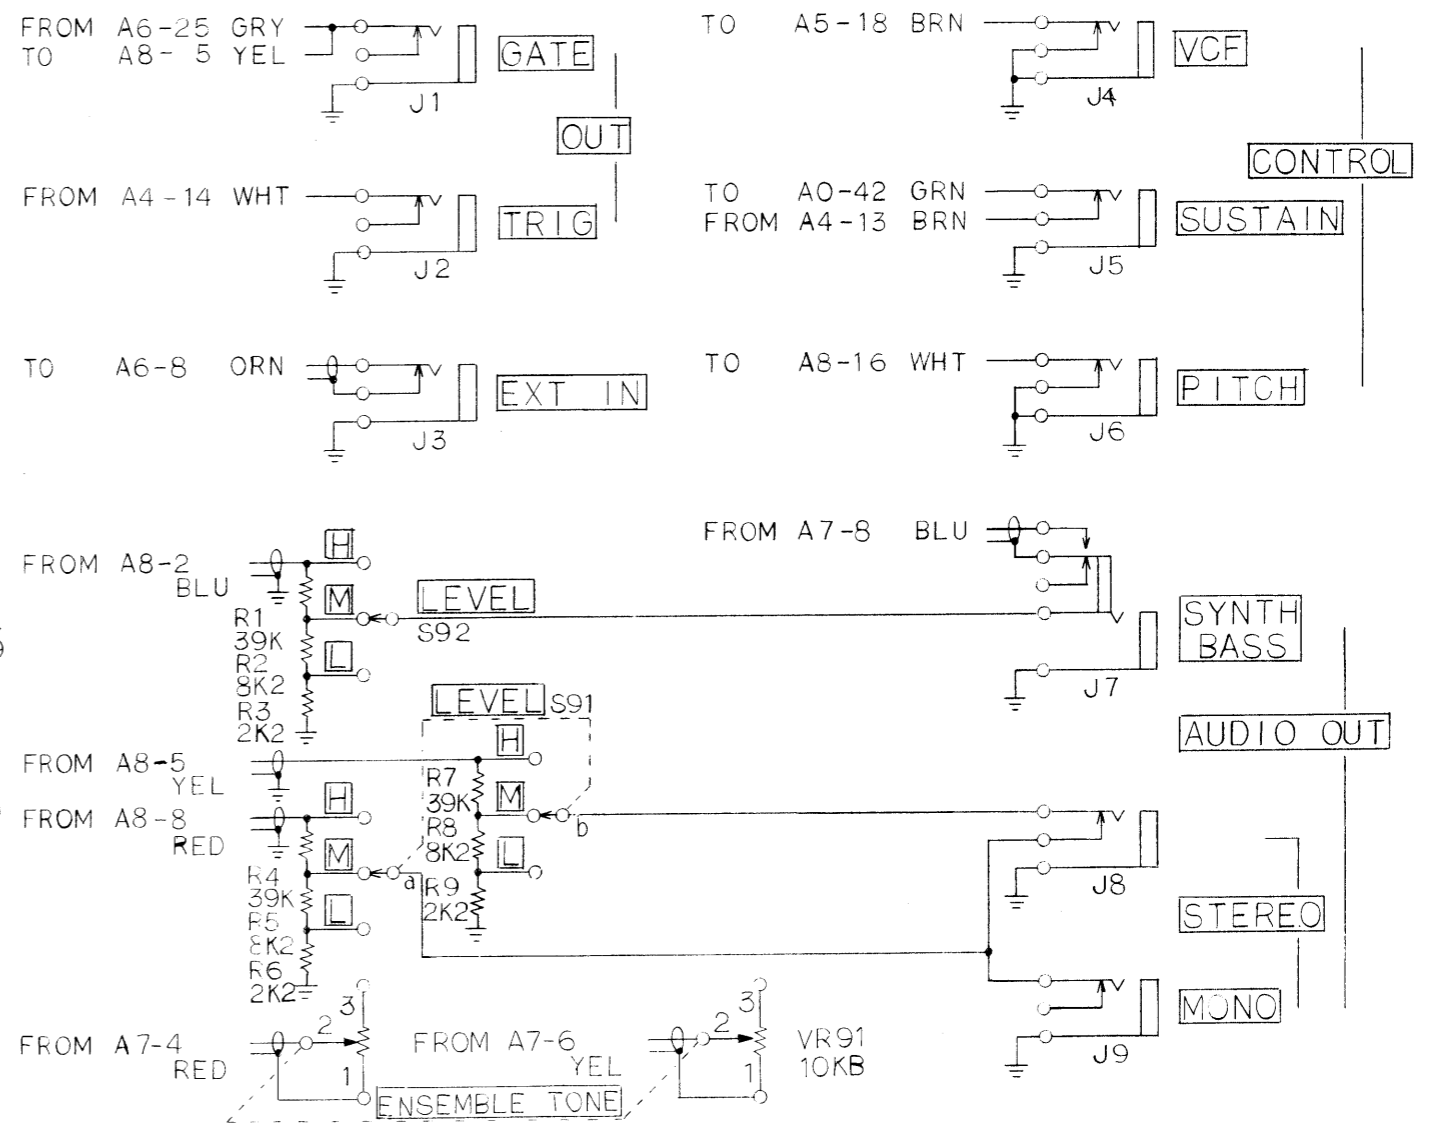 FROM A6-25 GRY
TO A8- 5 YEL
J1
GATE
OUT
FROM A4-14 WHT
J2
TRIG
TO A6-8 ORN
J3
EXT IN
TO A5-18 BRN
J4
VCF
CONTROL
TO A0-42 GRN
FROM A4-13 BRN
J5
SUSTAIN
TO A8-16 WHT
J6
PITCH
FROM A7-8 BLU
J7
SYNTH
BASS
AUDIO OUT
FROM A8-2
BLU
H
M
L
R1
39K
R2
8K2
R3
2K2
LEVEL
S92
LEVEL S91
FROM A8-5
YEL
H
M
L
R7
39K
R8
8K2
R9
2K2
b
FROM A8-8
RED
H
M
L
R4
39K
R5
8K2
R6
2K2
a
J8
STEREO
J9
MONO
FROM A7-4
RED
3
2
1
FROM A7-6
YEL
3
2
1
VR91
10KB
ENSEMBLE TONE